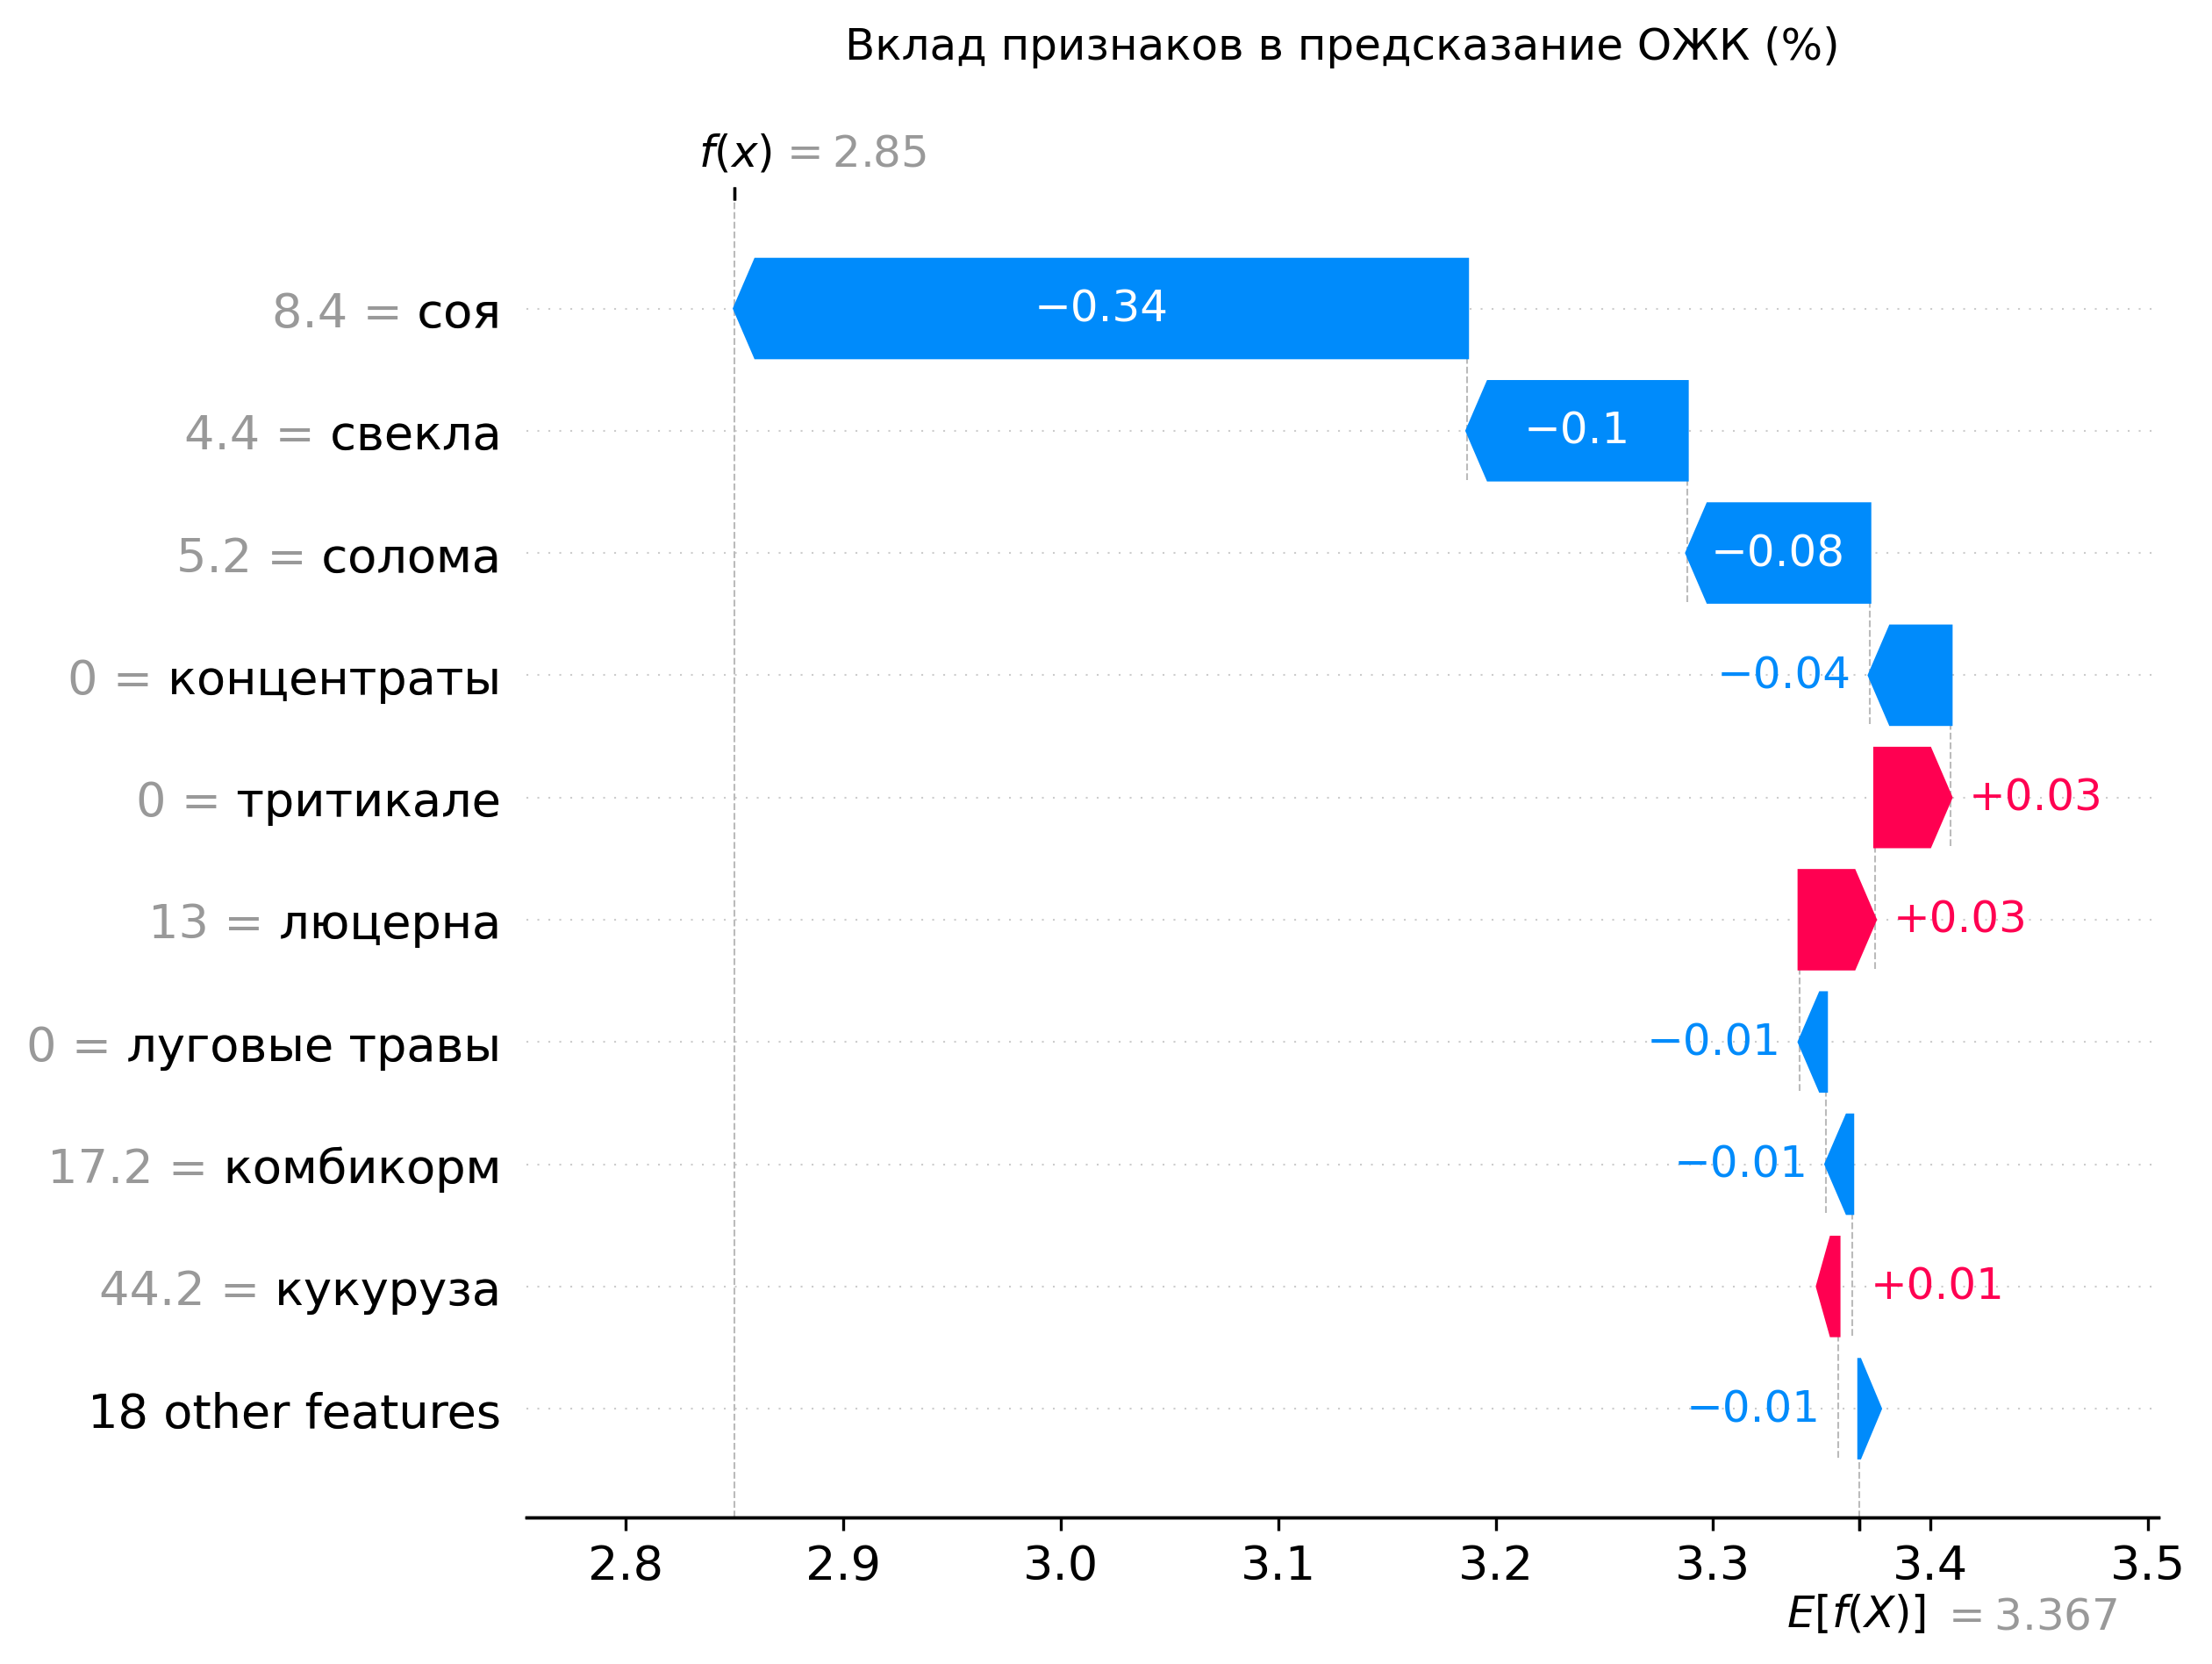 Вклад признаков в предсказание ОЖК (%)
f(x) = 2.85
8.4 = соя
−0.34
4.4 = свекла
−0.1
5.2 = солома
−0.08
0 = концентраты
−0.04
0 = тритикале
+0.03
13 = люцерна
+0.03
0 = луговые травы
−0.01
17.2 = комбикорм
−0.01
44.2 = кукуруза
+0.01
18 other features
−0.01
2.8 2.9 3.0 3.1 3.2 3.3 3.4 3.5
E[f(X)] = 3.367